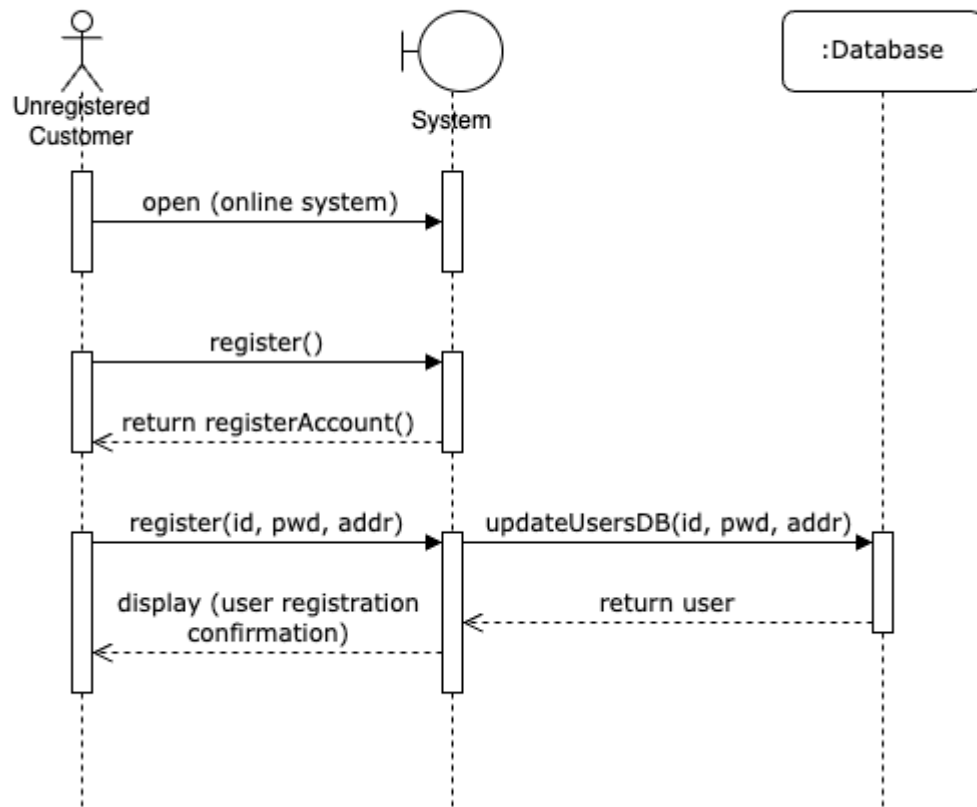 :Database
Unregistered
Customer
System
open (online system)
register()
return registerAccount()
register(id, pwd, addr)
updateUsersDB(id, pwd, addr)
display (user registration
confirmation)
return user